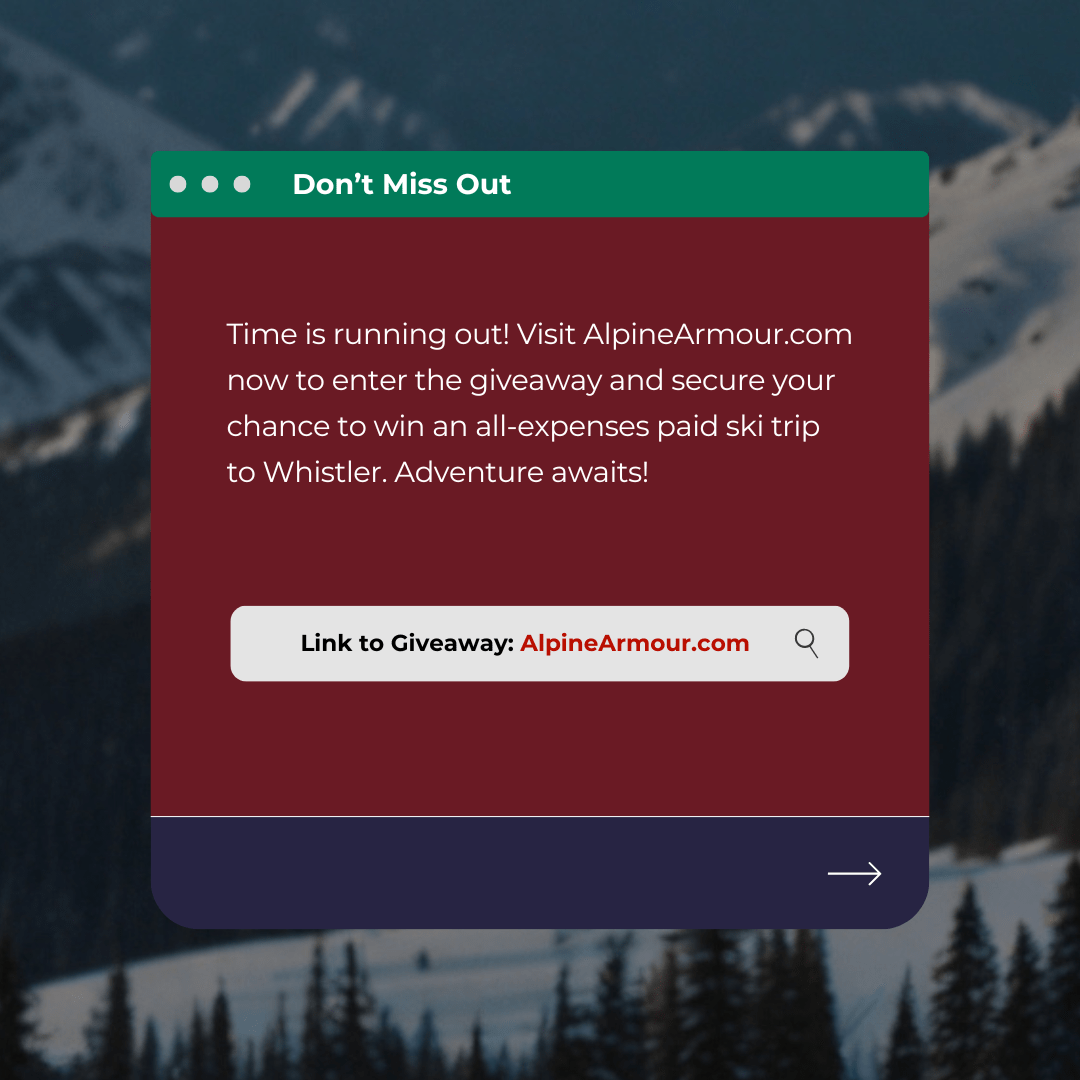 Don’t Miss Out
Time is running out! Visit AlpineArmour.com
now to enter the giveaway and secure your
chance to win an all-expenses paid ski trip
to Whistler. Adventure awaits!
Link to Giveaway: AlpineArmour.com